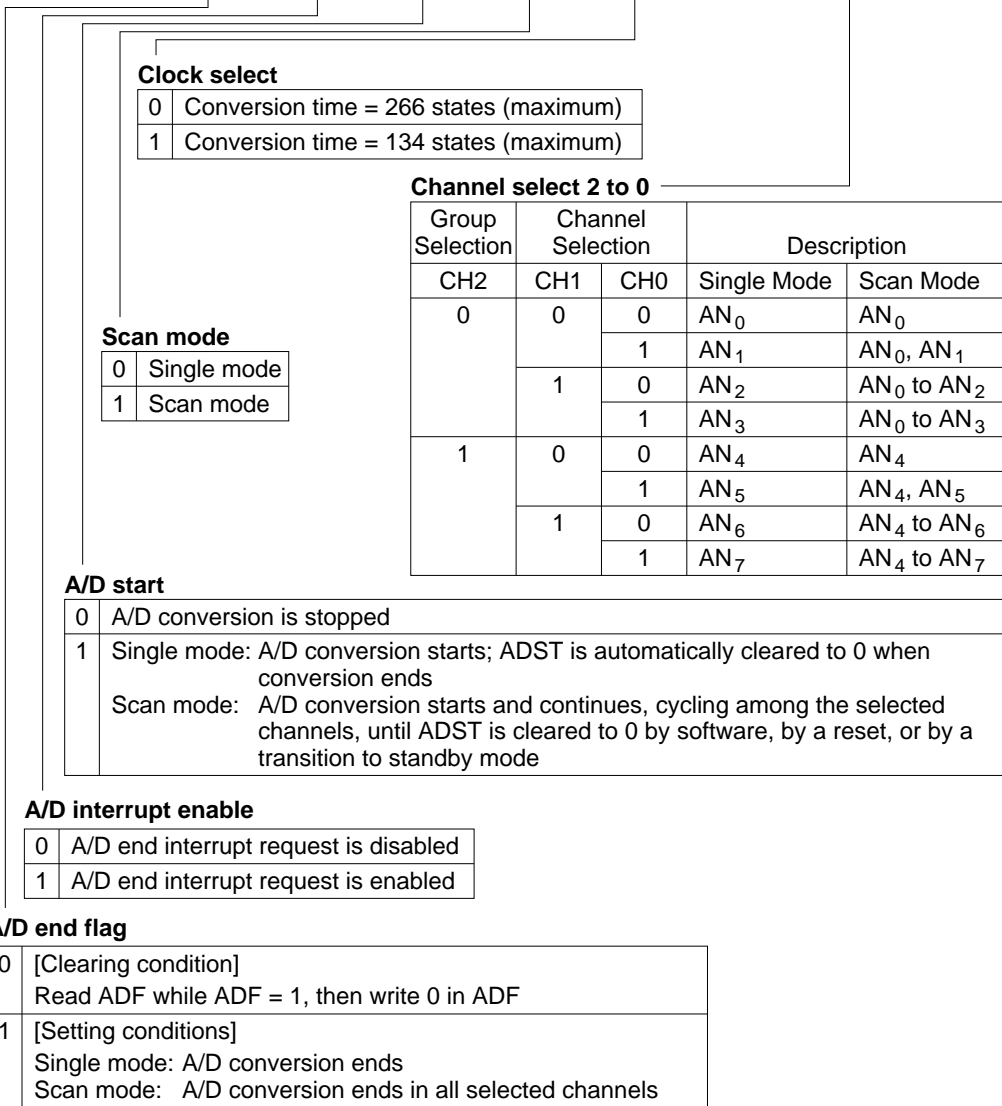 Clock select
0 Conversion time = 266 states (maximum)
1 Conversion time = 134 states (maximum)
Channel select 2 to 0
Group Selection Channel Selection Description
CH2 CH1 CH0 Single Mode Scan Mode
0 0 0 AN0 AN0
1 AN1 AN0, AN1
1 0 AN2 AN0 to AN2
1 AN3 AN0 to AN3
1 0 0 AN4 AN4
1 AN5 AN4, AN5
1 0 AN6 AN4 to AN6
1 AN7 AN4 to AN7
Scan mode
0 Single mode
1 Scan mode
A/D start
0 A/D conversion is stopped
1 Single mode: A/D conversion starts; ADST is automatically cleared to 0 when
conversion ends
Scan mode: A/D conversion starts and continues, cycling among the selected
channels, until ADST is cleared to 0 by software, by a reset, or by a
transition to standby mode
A/D interrupt enable
0 A/D end interrupt request is disabled
1 A/D end interrupt request is enabled
A/D end flag
0 [Clearing condition]
Read ADF while ADF = 1, then write 0 in ADF
1 [Setting conditions]
Single mode: A/D conversion ends
Scan mode: A/D conversion ends in all selected channels